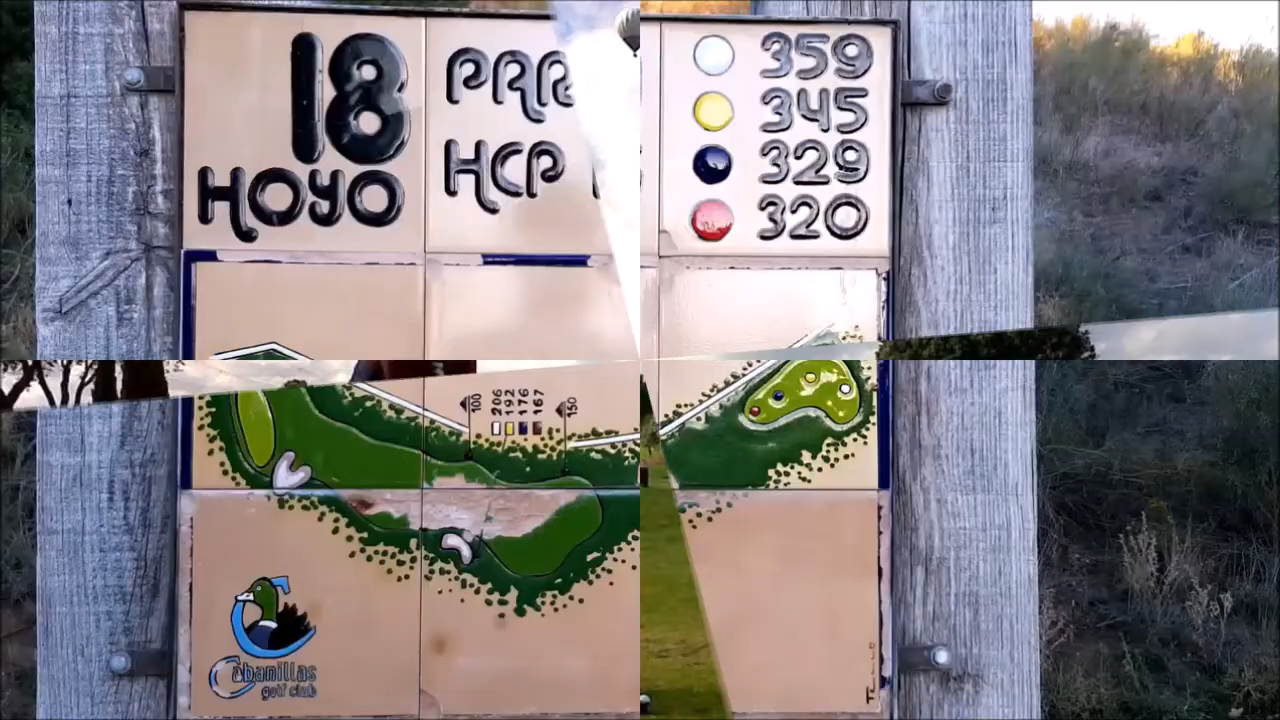 18
HOYO
PAR
HCP
359
345
329
320
100
206
192
176
167
150
Cabanillas
golf club